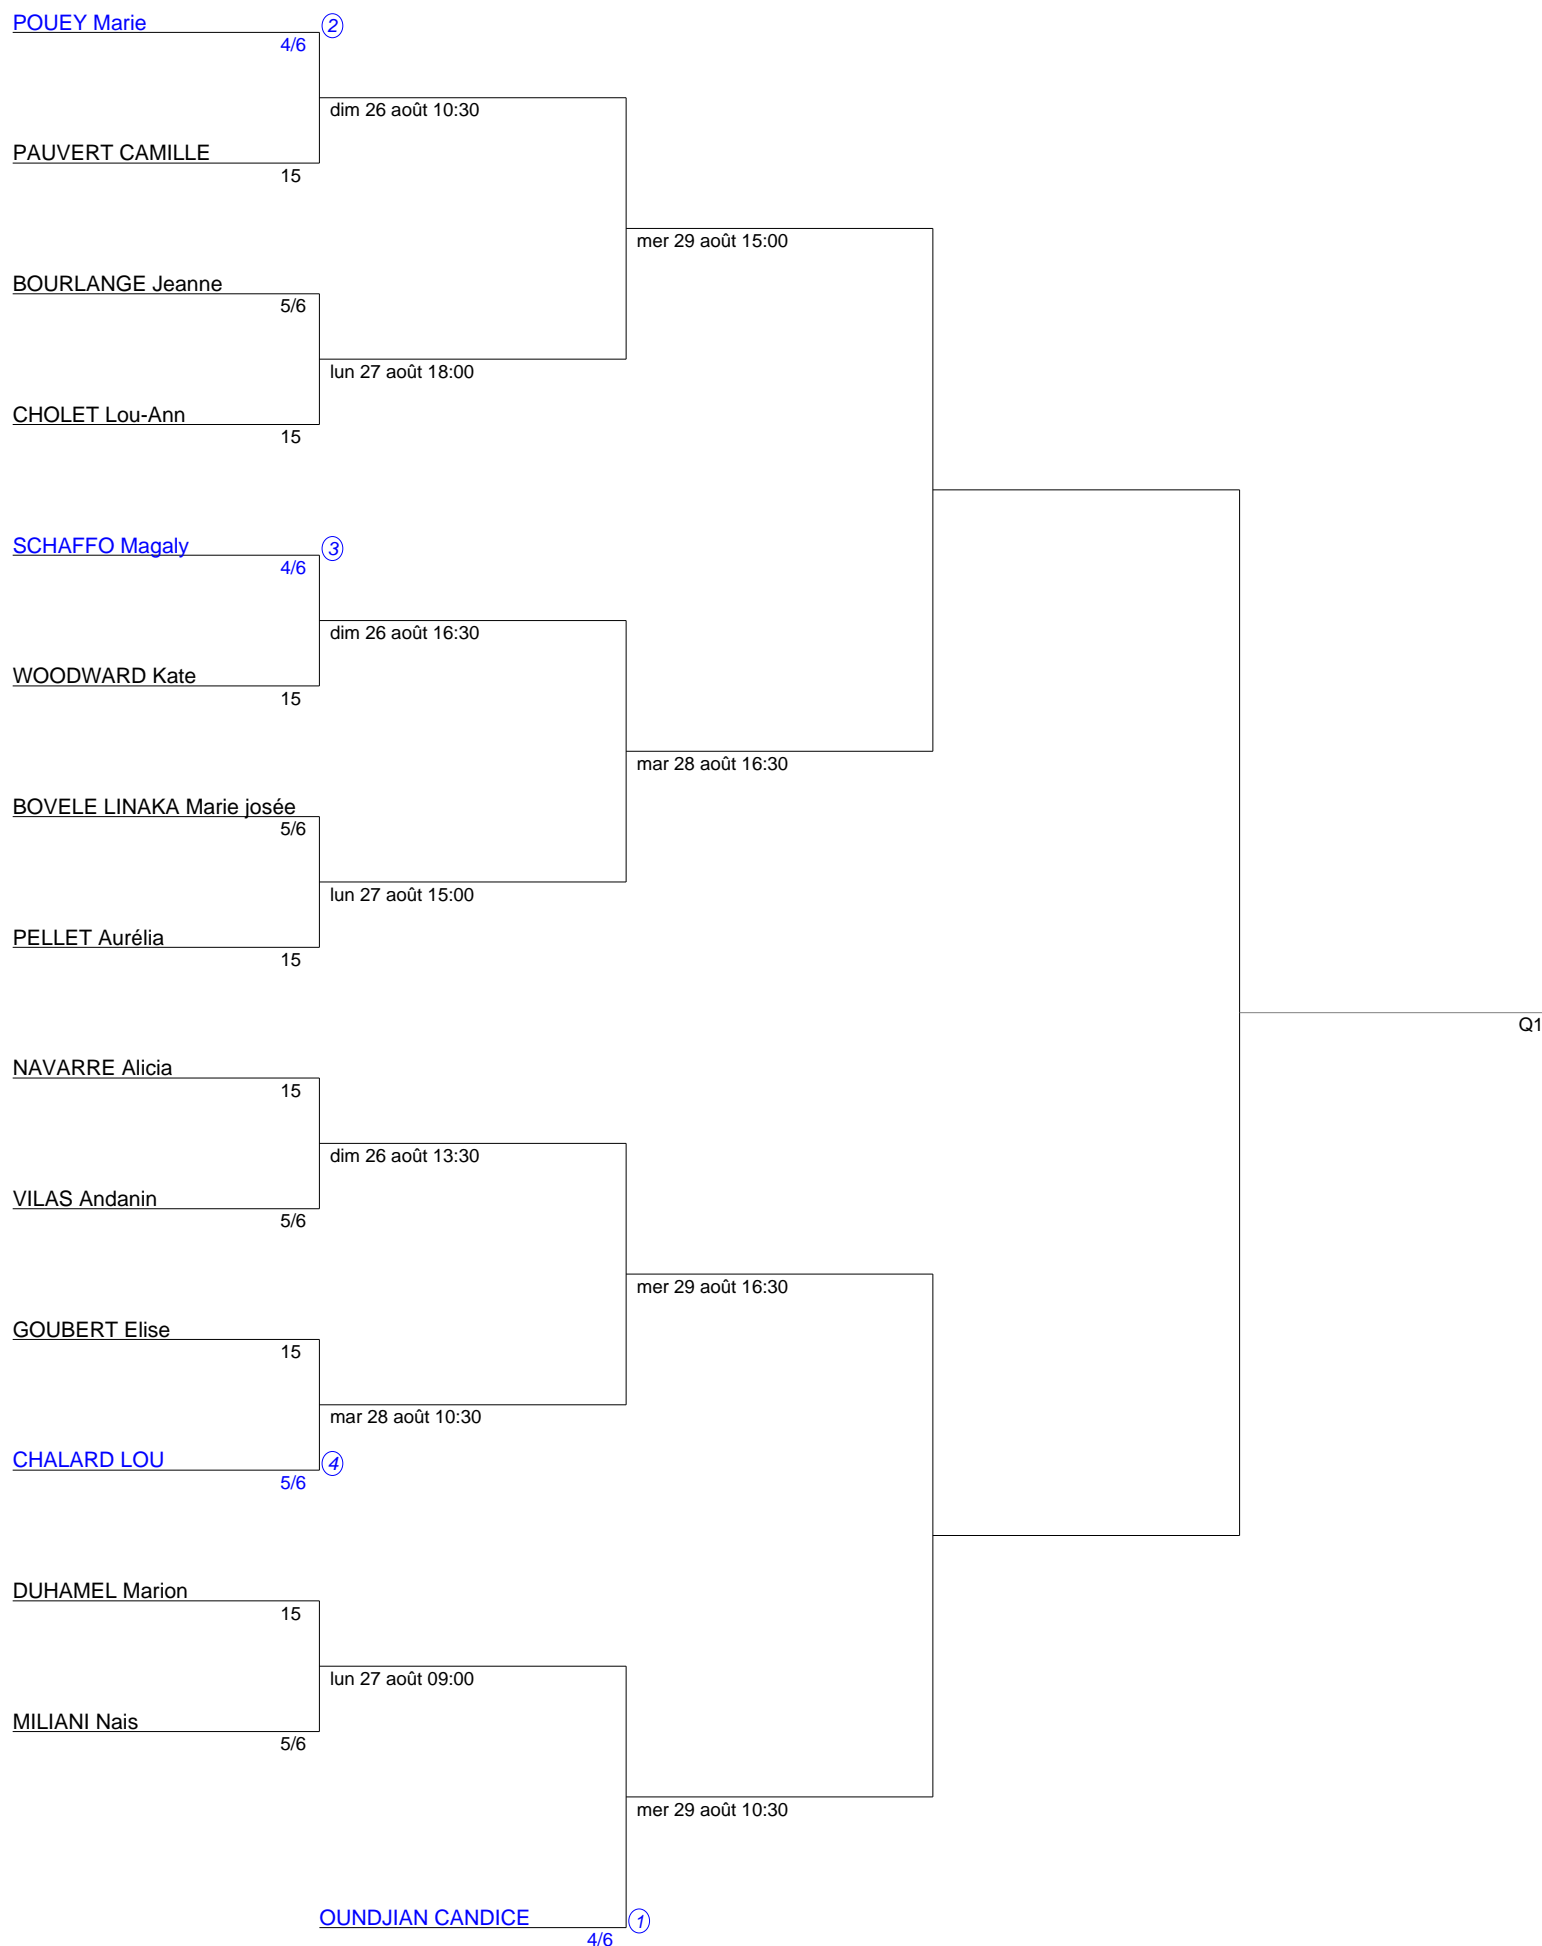 POUEY Marie
2
4/6
dim 26 août 10:30
PAUVERT CAMILLE
15
mer 29 août 15:00
BOURLANGE Jeanne
5/6
lun 27 août 18:00
CHOLET Lou-Ann
15
SCHAFFO Magaly
3
4/6
dim 26 août 16:30
WOODWARD Kate
15
mar 28 août 16:30
BOVELE LINAKA Marie josée
5/6
lun 27 août 15:00
PELLET Aurélia
15
Q1
NAVARRE Alicia
15
dim 26 août 13:30
VILAS Andanin
5/6
mer 29 août 16:30
GOUBERT Elise
15
mar 28 août 10:30
CHALARD LOU
4
5/6
DUHAMEL Marion
15
lun 27 août 09:00
MILIANI Nais
5/6
mer 29 août 10:30
OUNDJIAN CANDICE
1
4/6